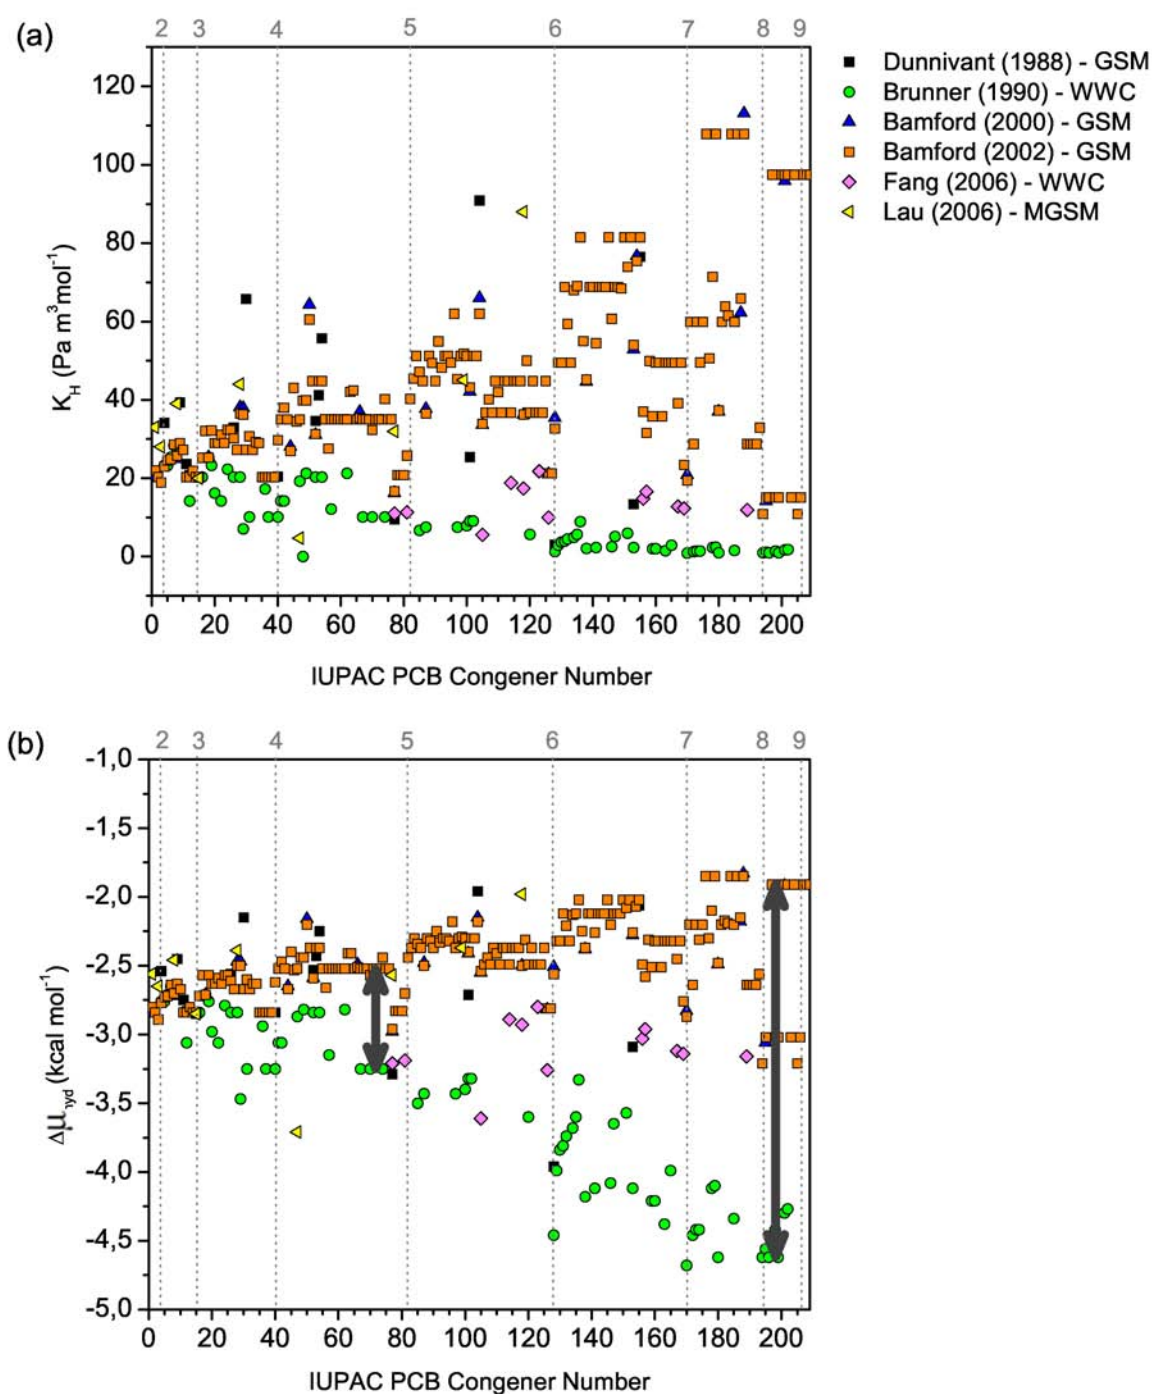 (a)
2 3 4 5 6 7 8 9
Dunnivant (1988) - GSM
Brunner (1990) - WWC
Bamford (2000) - GSM
Bamford (2002) - GSM
Fang (2006) - WWC
Lau (2006) - MGSM
K_H (Pa m³mol⁻¹)
120
100
80
60
40
20
0
0 20 40 60 80 100 120 140 160 180 200
IUPAC PCB Congener Number
(b)
2 3 4 5 6 7 8 9
Δμ (kcal mol⁻¹)
-1,0
-1,5
-2,0
-2,5
-3,0
-3,5
-4,0
-4,5
-5,0
0 20 40 60 80 100 120 140 160 180 200
IUPAC PCB Congener Number